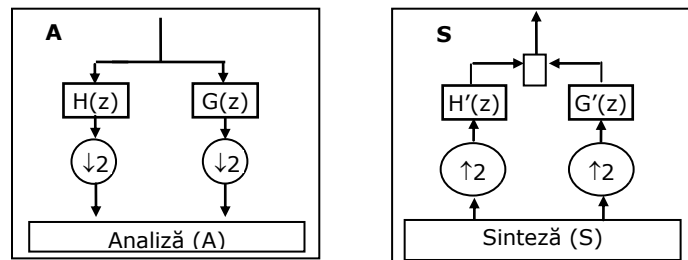 A
H(z) G(z)
↓2 ↓2
Analiză (A)
S
H’(z) G’(z)
↑2 ↑2
Sinteză (S)